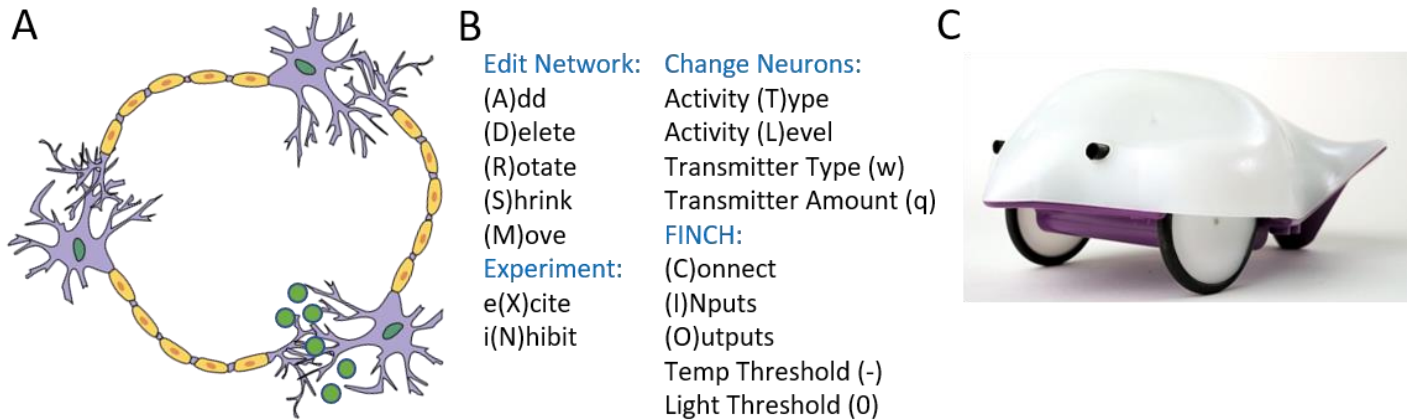 A
B
Edit Network:
(A)dd
(D)elete
(R)otate
(S)hrink
(M)ove
Experiment:
e(X)cite
i(N)hibit
Change Neurons:
Activity (T)ype
Activity (L)evel
Transmitter Type (w)
Transmitter Amount (q)
FINCH:
(C)onnect
(I)Nputs
(O)utputs
Temp Threshold (-)
Light Threshold (0)
C